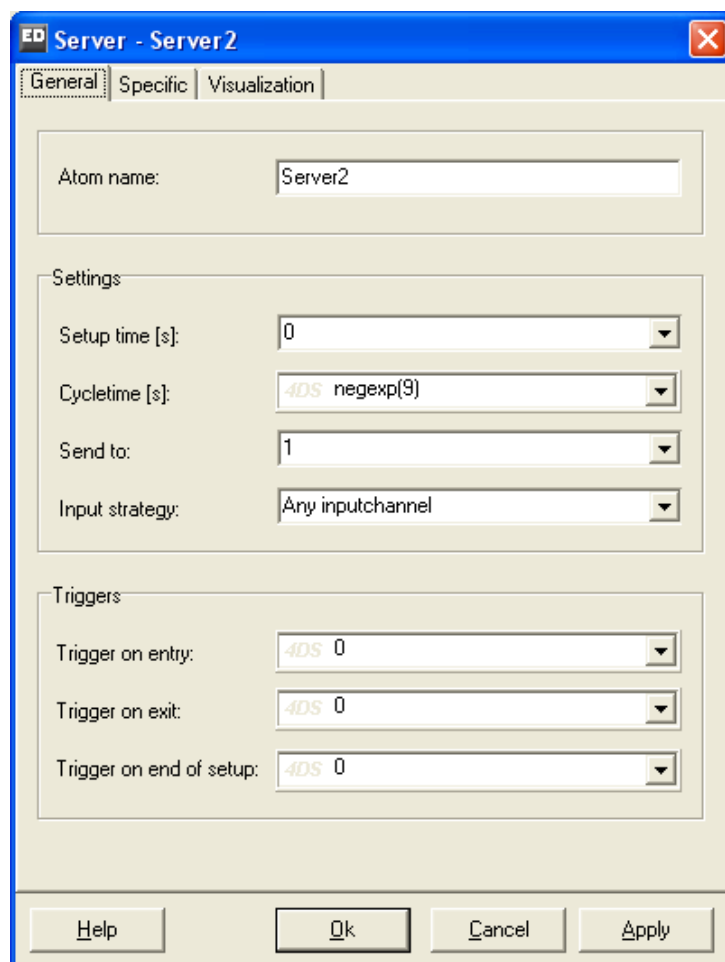 ED Server - Server2
General Specific Visualization
Atom name: Server2
Settings
Setup time [s]: 0
Cycletime [s]: 4DS negexp(9)
Send to: 1
Input strategy: Any inputchannel
Triggers
Trigger on entry: 4DS 0
Trigger on exit: 4DS 0
Trigger on end of setup: 4DS 0
Help Ok Cancel Apply